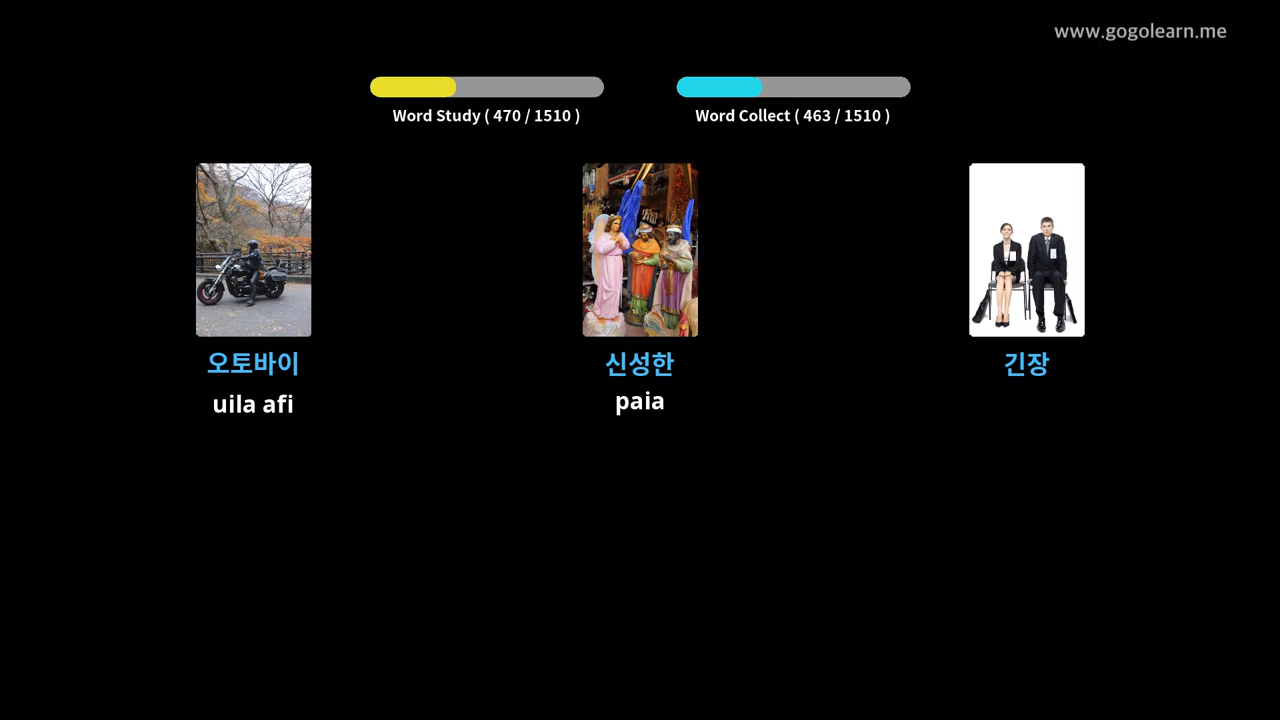 www.gogolearn.me
Word Study ( 470 / 1510 )
Word Collect ( 463 / 1510 )
오토바이
신성한
긴장
uila afi
paia